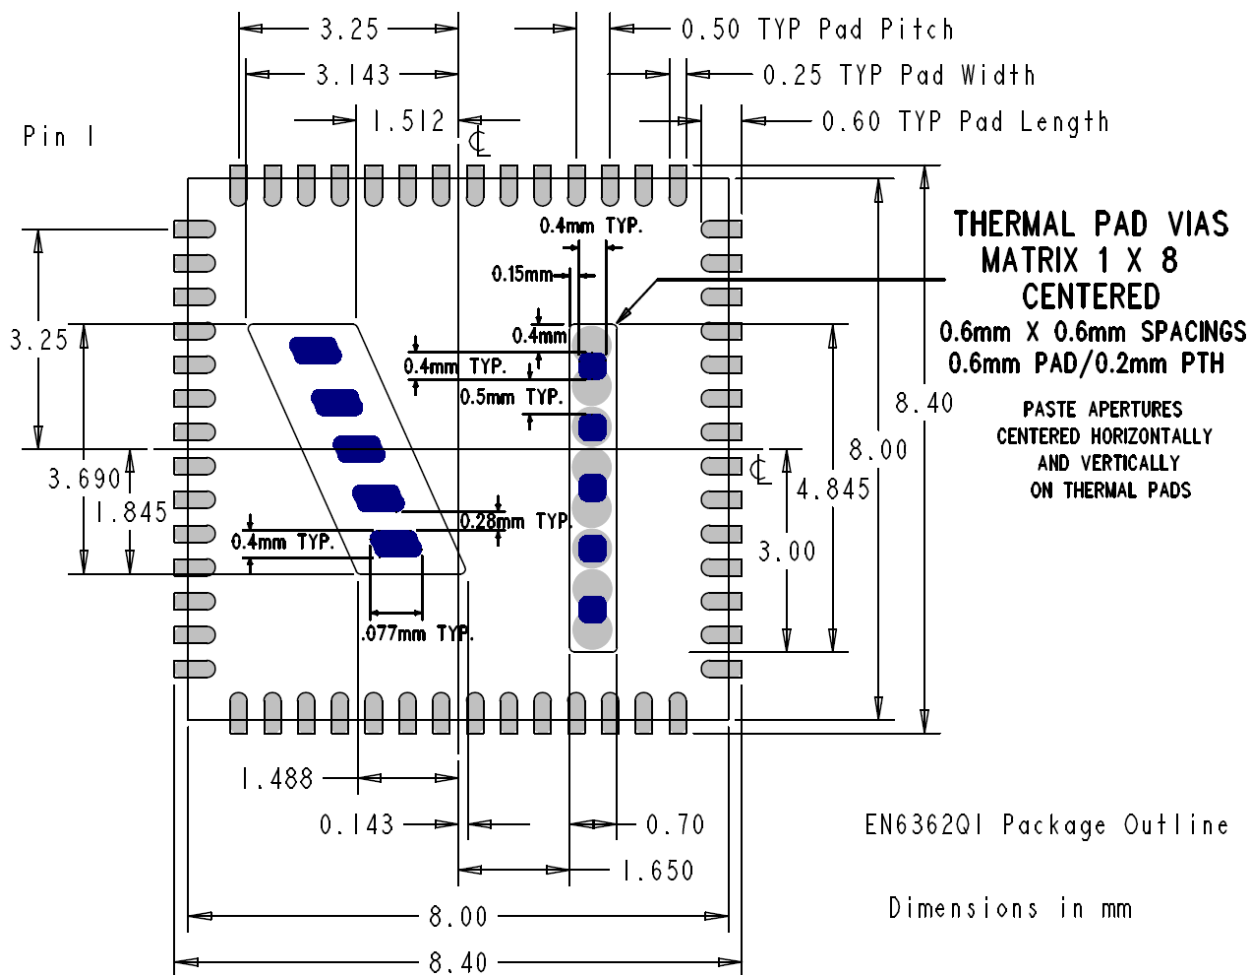 3.25
0.50 TYP Pad Pitch
3.143
0.25 TYP Pad Width
1.512
0.60 TYP Pad Length
Pin 1
℄
0.4mm TYP.
THERMAL PAD VIAS
MATRIX 1 X 8
CENTERED
0.6mm X 0.6mm SPACINGS
0.6mm PAD/0.2mm PTH
0.15mm
0.4mm
3.25
0.4mm TYP.
0.5mm TYP.
8.40
PASTE APERTURES
CENTERED HORIZONTALLY
AND VERTICALLY
ON THERMAL PADS
8.00
℄
3.690
4.845
1.845
0.28mm TYP.
0.4mm TYP.
3.00
.077mm TYP.
1.488
0.143
0.70
EN6362QI Package Outline
1.650
8.00
Dimensions in mm
8.40